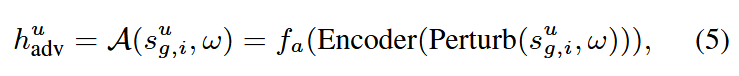 h^u_adv = 𝒜(s^u_{g,i}, ω) = f_a(Encoder(Perturb(s^u_{g,i}, ω))), (5)